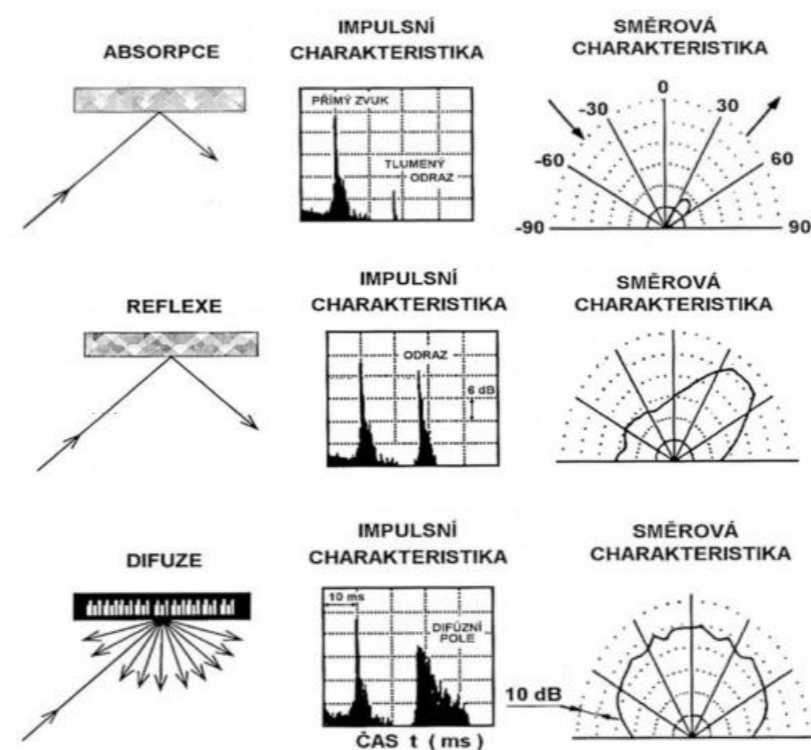 ABSORPCE
IMPULSNÍ
CHARAKTERISTIKA
PŘÍMÝ ZVUK
TLUMENÝ
ODRAZ
SMĚROVÁ
CHARAKTERISTIKA
0
-30
30
-60
60
-90
90
REFLEXE
IMPULSNÍ
CHARAKTERISTIKA
ODRAZ
6 dB
SMĚROVÁ
CHARAKTERISTIKA
DIFUZE
IMPULSNÍ
CHARAKTERISTIKA
10 ms
DIFÚZNÍ
POLE
ČAS t ( ms )
SMĚROVÁ
CHARAKTERISTIKA
10 dB